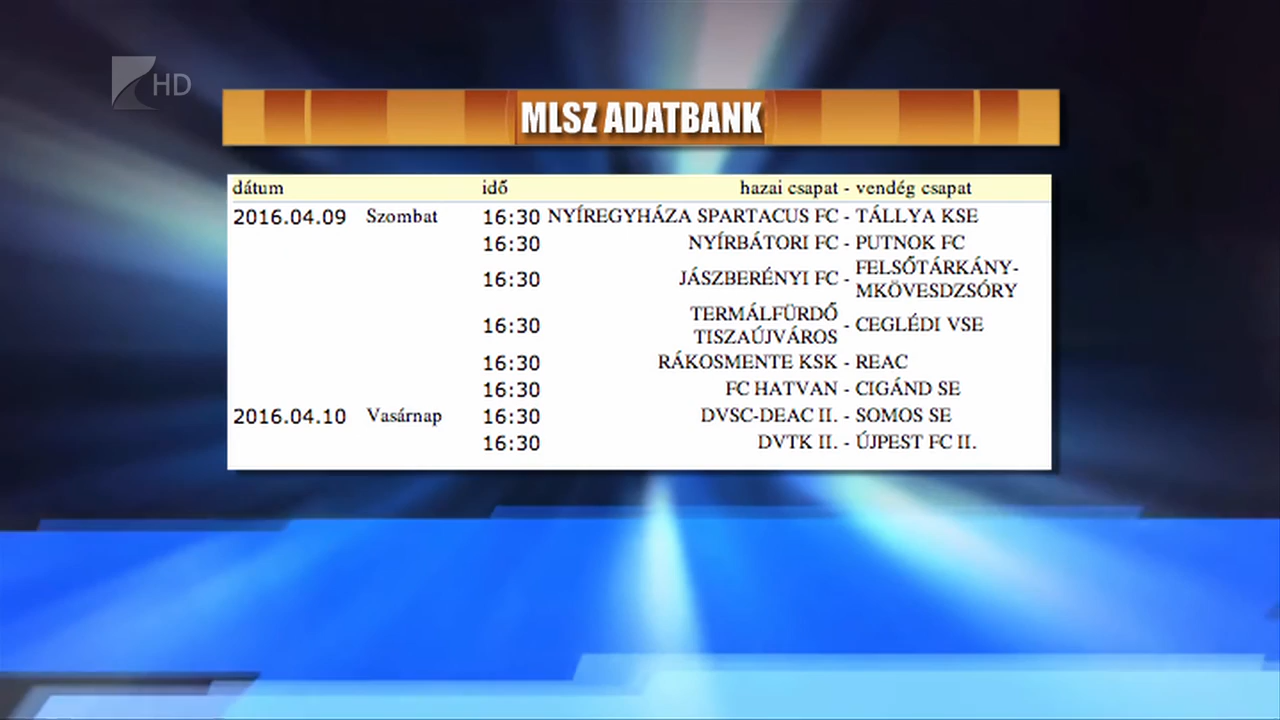 HD
MLSZ ADATBANK
dátum idő hazai csapat - vendég csapat
2016.04.09 Szombat 16:30 NYÍREGYHÁZA SPARTACUS FC - TÁLLYA KSE
16:30 NYÍRBÁTORI FC - PUTNOK FC
16:30 JÁSZBERÉNYI FC - FELSŐTÁRKÁNY-
MKÖVESDZSÓRY
16:30 TERMÁLFÜRDŐ
TISZAÚJVÁROS - CEGLÉDI VSE
16:30 RÁKOSMENTE KSK - REAC
16:30 FC HATVAN - CIGÁND SE
2016.04.10 Vasárnap 16:30 DVSC-DEAC II. - SOMOS SE
16:30 DVTK II. - ÚJPEST FC II.